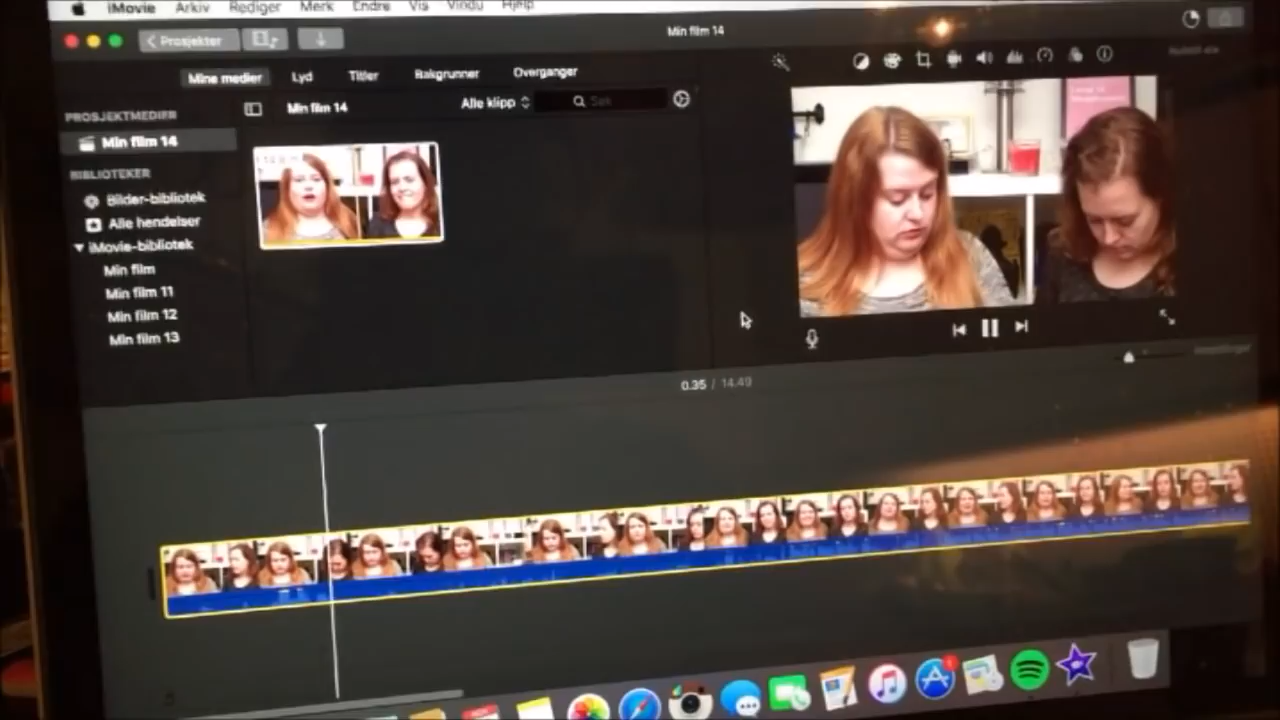 iMovie Arkiv Rediger Merk Endre Vis Vindu Hjelp
Prosjekter
Min film 14
Mine medier Lyd Titler Bakgrunner Overganger
PROSJEKTMEDIER
Min film 14
Min film 14 Alle klipp Søk
BIBLIOTEKER
Bilder-bibliotek
Alle hendelser
iMovie-bibliotek
Min film
Min film 11
Min film 12
Min film 13
0.35 / 14.49